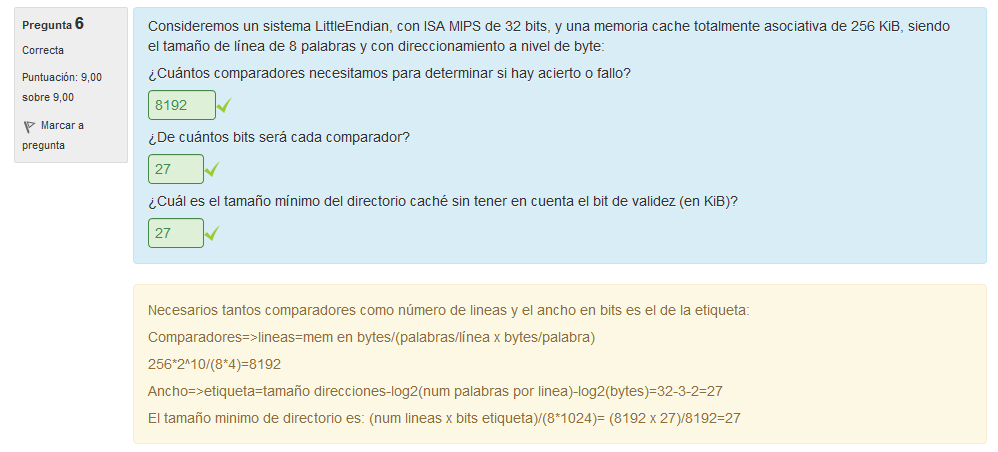 Pregunta 6
Correcta
Puntuación: 9,00
sobre 9,00
Marcar a
pregunta
Consideremos un sistema LittleEndian, con ISA MIPS de 32 bits, y una memoria cache totalmente asociativa de 256 KiB, siendo
el tamaño de línea de 8 palabras y con direccionamiento a nivel de byte:
¿Cuántos comparadores necesitamos para determinar si hay acierto o fallo?
8192
¿De cuántos bits será cada comparador?
27
¿Cuál es el tamaño mínimo del directorio caché sin tener en cuenta el bit de validez (en KiB)?
27
Necesarios tantos comparadores como número de lineas y el ancho en bits es el de la etiqueta:
Comparadores=>lineas=mem en bytes/(palabras/línea x bytes/palabra)
256*2^10/(8*4)=8192
Ancho=>etiqueta=tamaño direcciones-log2(num palabras por linea)-log2(bytes)=32-3-2=27
El tamaño minimo de directorio es: (num lineas x bits etiqueta)/(8*1024)= (8192 x 27)/8192=27